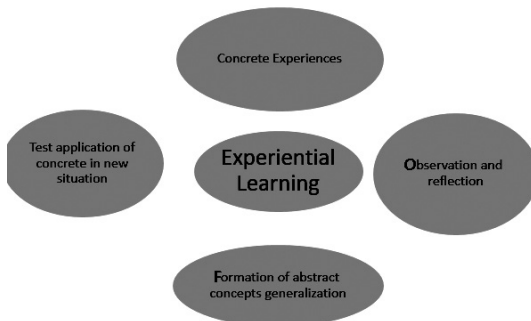 Concrete Experiences
Test application of
concrete in new
situation
Experiential
Learning
Observation and
reflection
Formation of abstract
concepts generalization